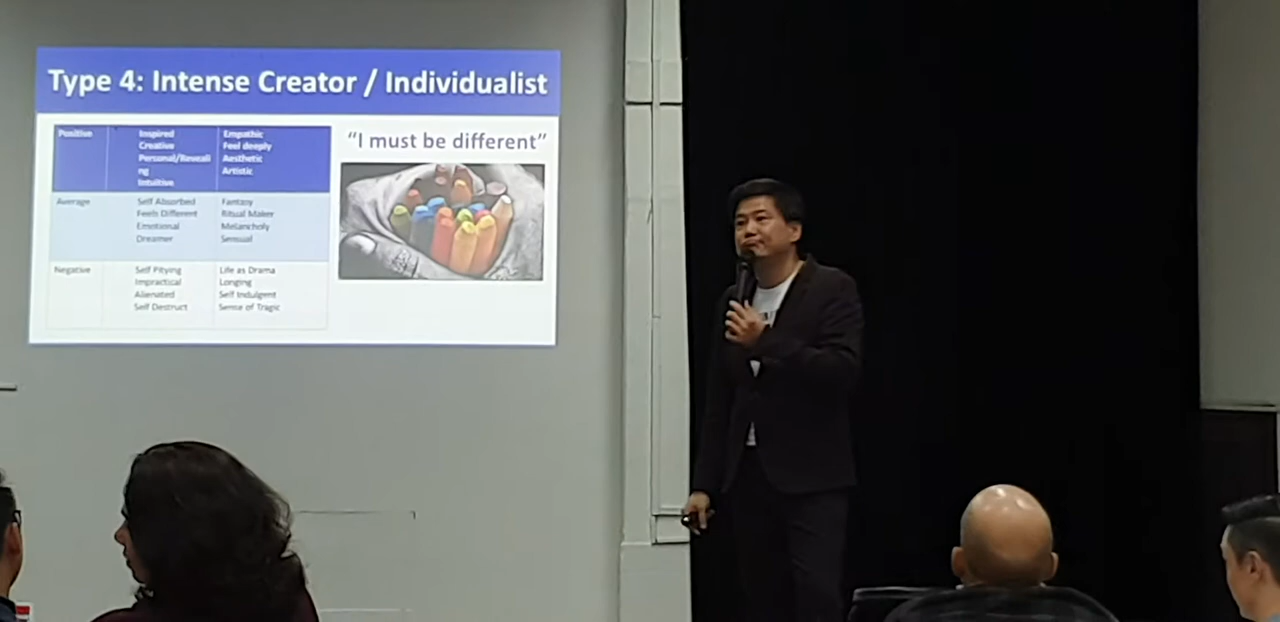 Type 4: Intense Creator / Individualist
"I must be different"
Positive
Inspired
Creative
Personal/Reveali
ng
Intuitive
Empathic
Feel deeply
Aesthetic
Artistic
Average
Self Absorbed
Feels Different
Emotional
Dreamer
Fantasy
Ritual Maker
Melancholy
Sensual
Negative
Self Pitying
Impractical
Alienated
Self Destruct
Life as Drama
Longing
Self Indulgent
Sense of Tragic